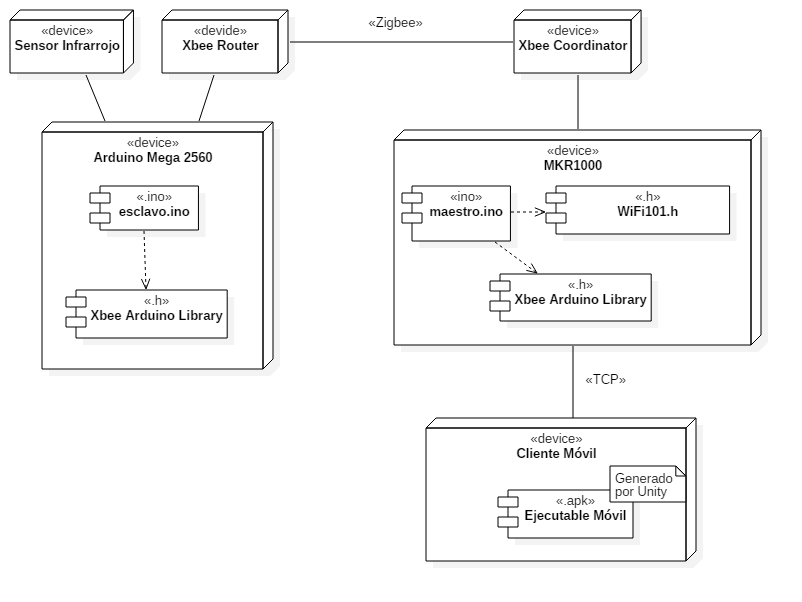 «device»
Sensor Infrarrojo
«devide»
Xbee Router
«Zigbee»
«device»
Xbee Coordinator
«device»
Arduino Mega 2560
«.ino»
esclavo.ino
«.h»
Xbee Arduino Library
«device»
MKR1000
«ino»
maestro.ino
«.h»
WiFi101.h
«.h»
Xbee Arduino Library
«TCP»
«device»
Cliente Móvil
Generado
por Unity
«.apk»
Ejecutable Móvil